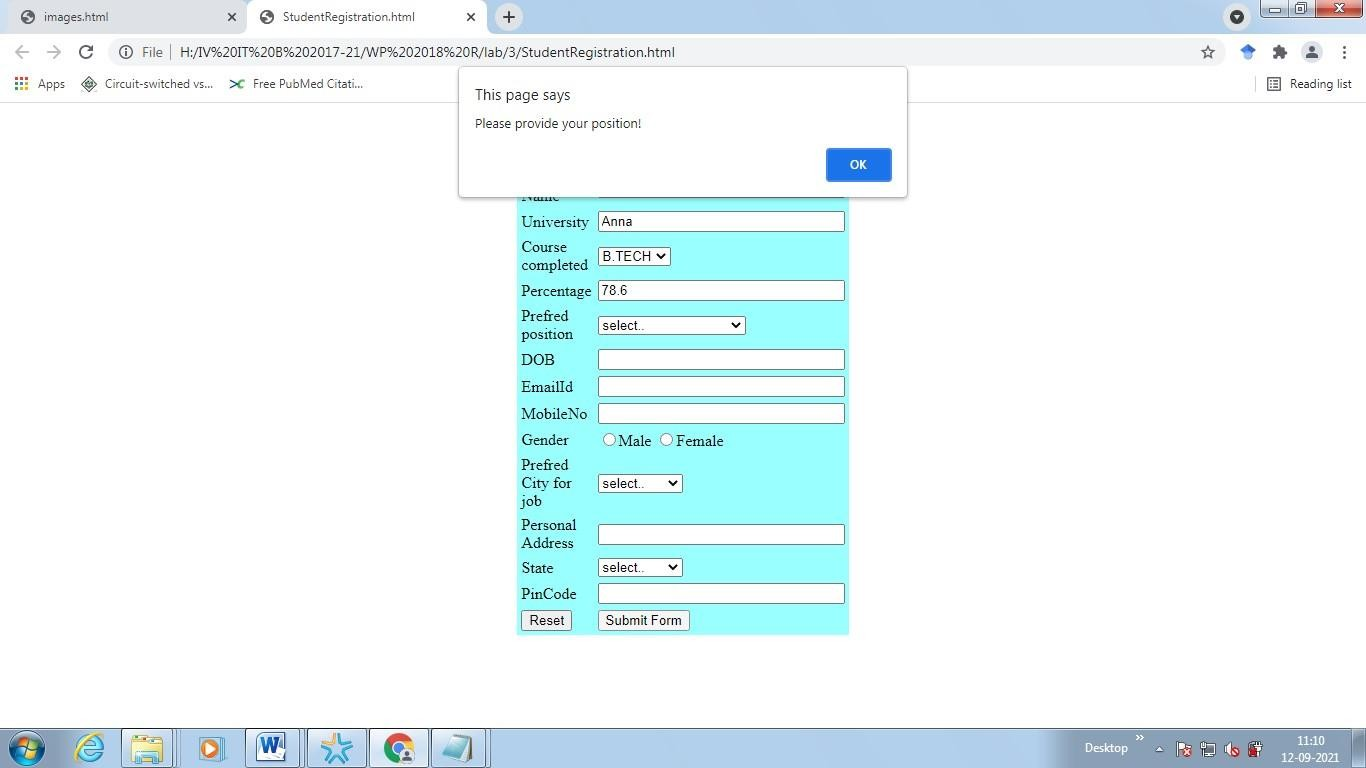 images.html
StudentRegistration.html
File
H:/IV%20IT%20B%202017-21/WP%202018%20R/lab/3/StudentRegistration.html
Apps
Circuit-switched vs...
Free PubMed Citati...
Reading list
This page says
Please provide your position!
OK
Name
University Anna
Course
completed
B.TECH
Percentage 78.6
Prefred
position
select..
DOB
EmailId
MobileNo
Gender Male Female
Prefred
City for
job
select..
Personal
Address
State select..
PinCode
Reset Submit Form
Desktop
11:10
12-09-2021